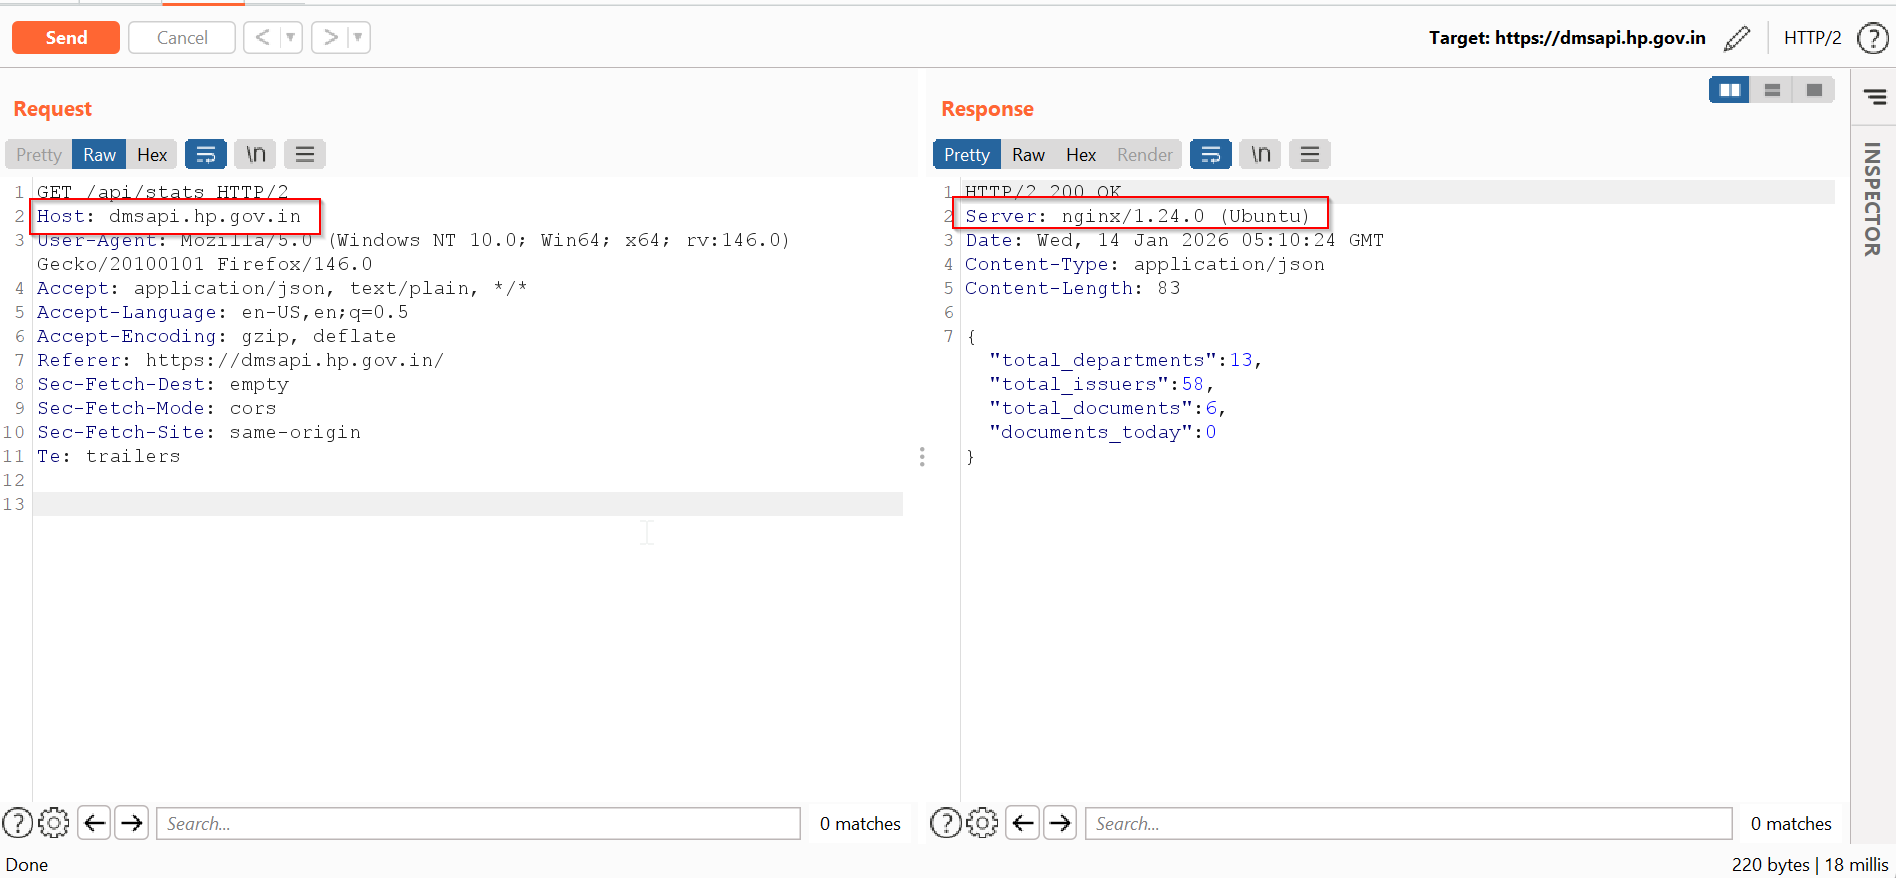 Send
Cancel
<
>
Target: https://dmsapi.hp.gov.in
HTTP/2
?
Request
Pretty
Raw
Hex
\n
1 GET /api/stats HTTP/2
2 Host: dmsapi.hp.gov.in
3 User-Agent: Mozilla/5.0 (Windows NT 10.0; Win64; x64; rv:146.0)
Gecko/20100101 Firefox/146.0
4 Accept: application/json, text/plain, */*
5 Accept-Language: en-US,en;q=0.5
6 Accept-Encoding: gzip, deflate
7 Referer: https://dmsapi.hp.gov.in/
8 Sec-Fetch-Dest: empty
9 Sec-Fetch-Mode: cors
10 Sec-Fetch-Site: same-origin
11 Te: trailers
12
13
?
Search...
0 matches
Response
Pretty
Raw
Hex
Render
\n
1 HTTP/2 200 OK
2 Server: nginx/1.24.0 (Ubuntu)
3 Date: Wed, 14 Jan 2026 05:10:24 GMT
4 Content-Type: application/json
5 Content-Length: 83
6
7 {
"total_departments":13,
"total_issuers":58,
"total_documents":6,
"documents_today":0
}
?
Search...
0 matches
INSPECTOR
Done
220 bytes | 18 millis